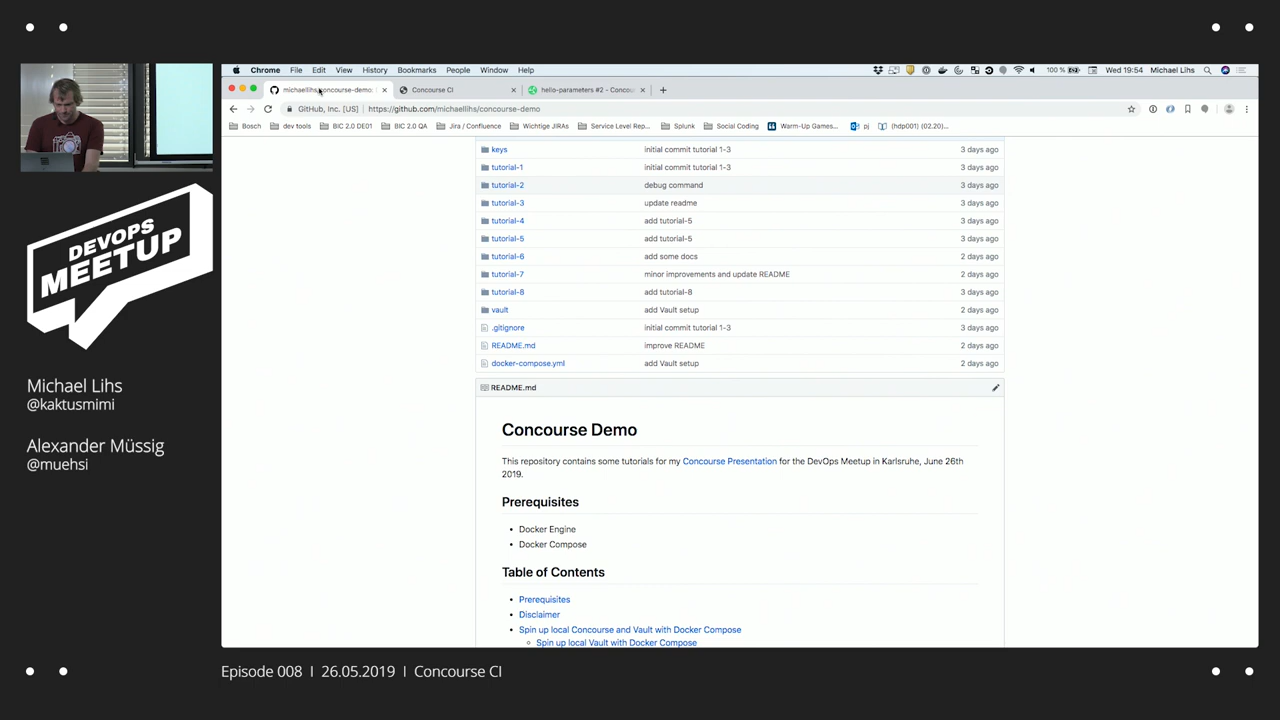 Chrome File Edit View History Bookmarks People Window Help
100 % Wed 19:54 Michael Lihs
michaellihs/concourse-demo:
Concourse CI
hello-parameters #2 - Concou
GitHub, Inc. [US] https://github.com/michaellihs/concourse-demo
Bosch dev tools BIC 2.0 DE01 BIC 2.0 QA Jira / Confluence Wichtige JIRAs Service Level Rep... Splunk Social Coding Warm-Up Games... pj (hdp001) (02.20)...
keys initial commit tutorial 1-3 3 days ago
tutorial-1 initial commit tutorial 1-3 3 days ago
tutorial-2 debug command 3 days ago
tutorial-3 update readme 3 days ago
tutorial-4 add tutorial-5 3 days ago
tutorial-5 add tutorial-5 3 days ago
tutorial-6 add some docs 2 days ago
tutorial-7 minor improvements and update README 2 days ago
tutorial-8 add tutorial-8 3 days ago
vault add Vault setup 2 days ago
.gitignore initial commit tutorial 1-3 3 days ago
README.md improve README 2 days ago
docker-compose.yml add Vault setup 2 days ago
README.md
Concourse Demo
This repository contains some tutorials for my Concourse Presentation for the DevOps Meetup in Karlsruhe, June 26th
2019.
Prerequisites
• Docker Engine
• Docker Compose
Table of Contents
• Prerequisites
• Disclaimer
• Spin up local Concourse and Vault with Docker Compose
Spin up local Vault with Docker Compose
DEVOPS
MEETUP
Michael Lihs
@kaktusmimi
Alexander Müssig
@muehsi
Episode 008 | 26.05.2019 | Concourse CI